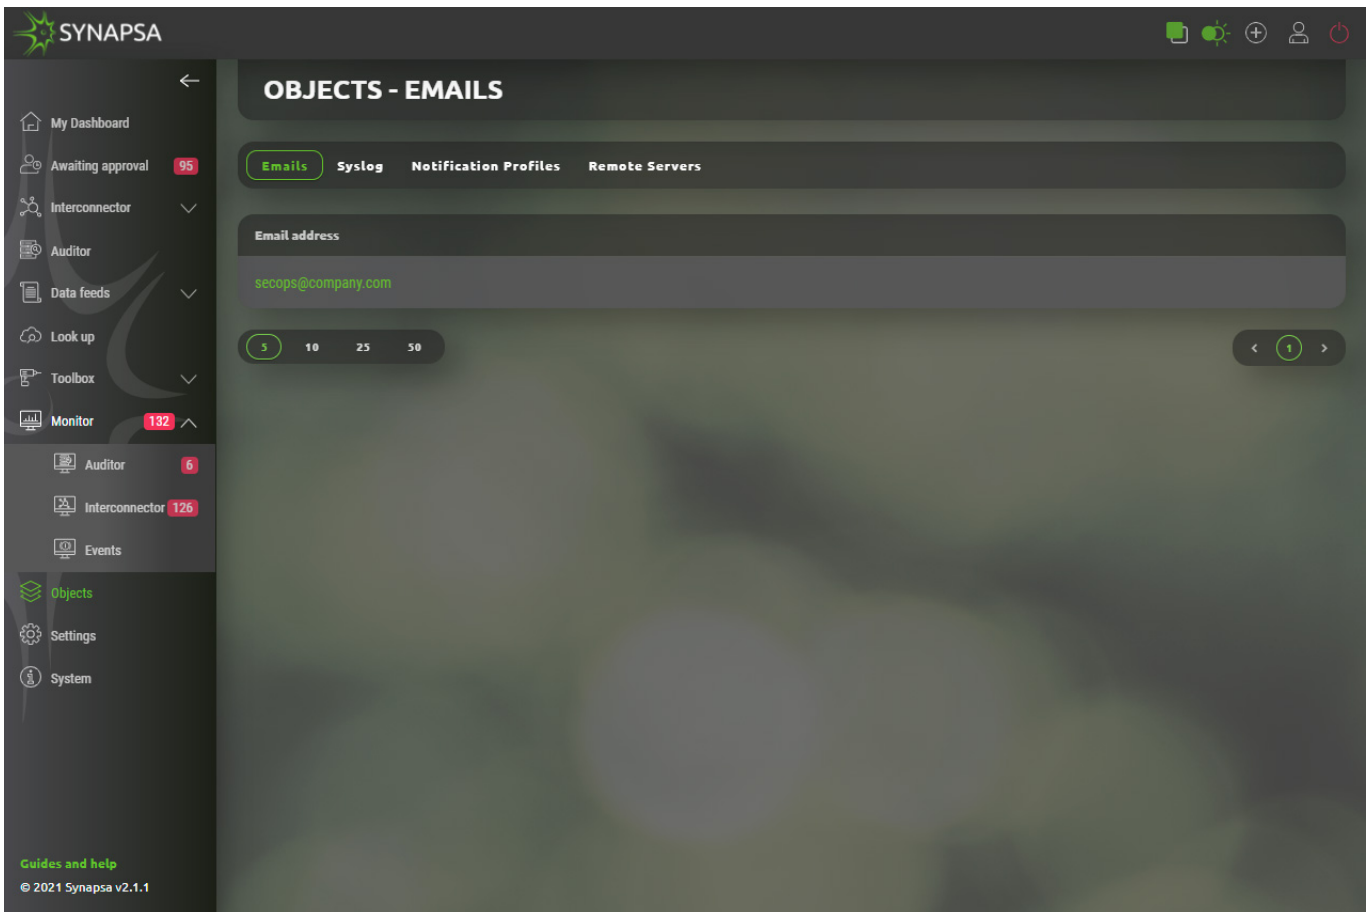 SYNAPSA
OBJECTS - EMAILS
My Dashboard
Awaiting approval 95
Interconnector
Auditor
Data feeds
Look up
Toolbox
Monitor 132
Auditor 6
Interconnector 126
Events
Objects
Settings
System
Guides and help
© 2021 Synapsa v2.1.1
Emails Syslog Notification Profiles Remote Servers
Email address
secops@company.com
5 10 25 50
< 1 >